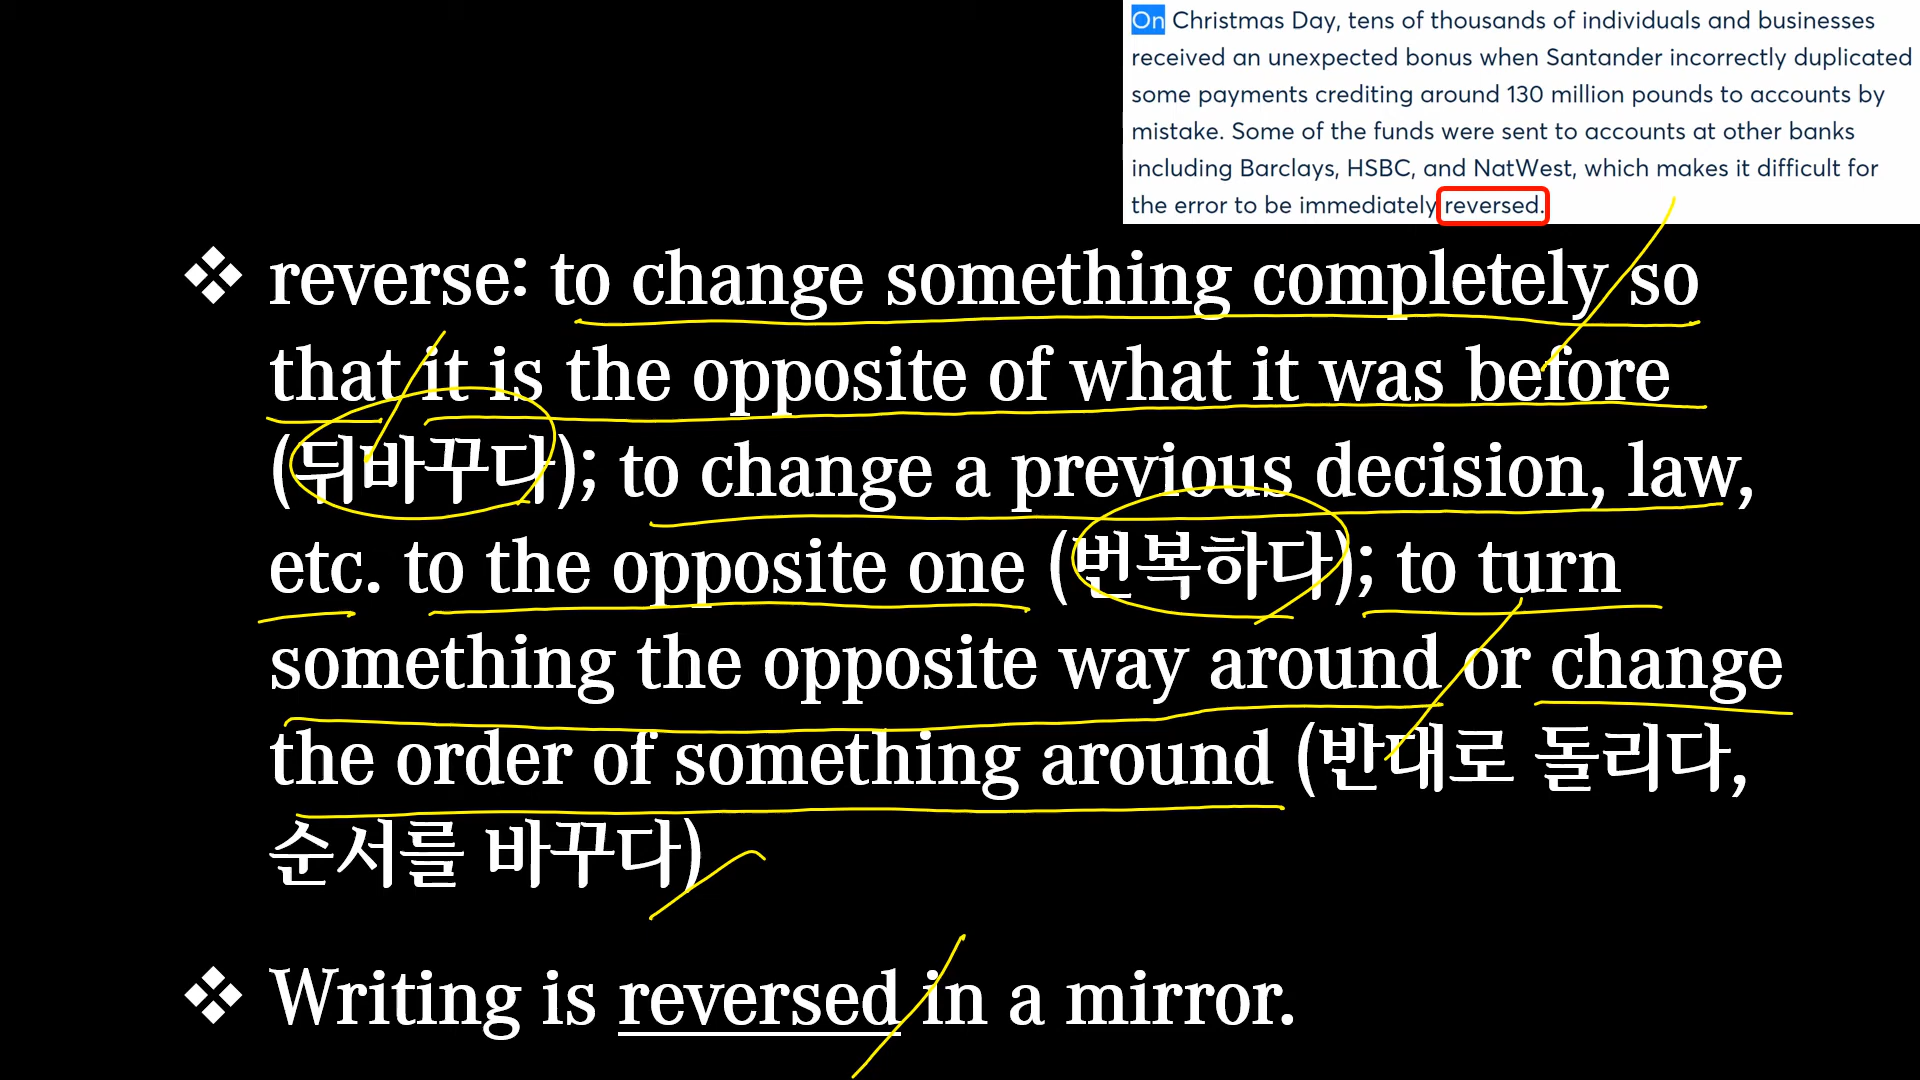 On Christmas Day, tens of thousands of individuals and businesses
received an unexpected bonus when Santander incorrectly duplicated
some payments crediting around 130 million pounds to accounts by
mistake. Some of the funds were sent to accounts at other banks
including Barclays, HSBC, and NatWest, which makes it difficult for
the error to be immediately reversed.
❖ reverse: to change something completely so
that it is the opposite of what it was before
(뒤바꾸다); to change a previous decision, law,
etc. to the opposite one (번복하다); to turn
something the opposite way around or change
the order of something around (반대로 돌리다,
순서를 바꾸다)
❖ Writing is reversed in a mirror.